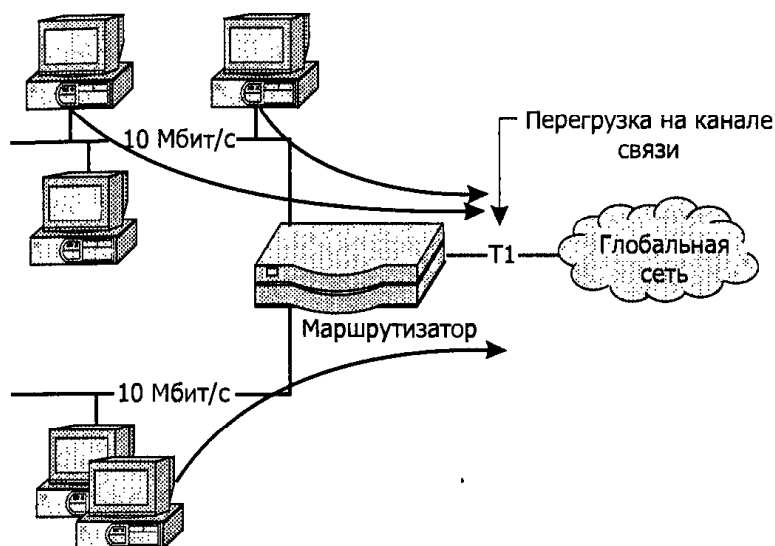 10 Мбит/с
Перегрузка на канале
связи
T1
Глобальная
сеть
Маршрутизатор
10 Мбит/с